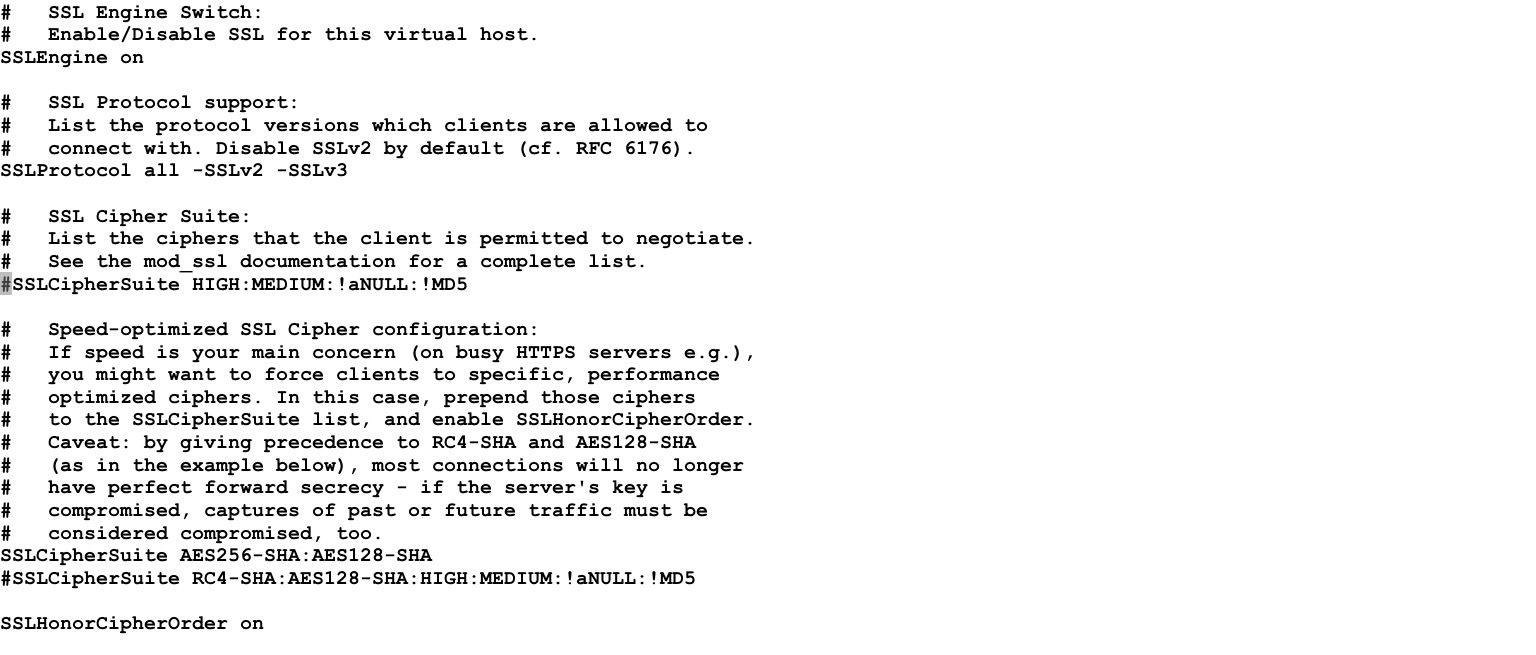 #   SSL Engine Switch:
#   Enable/Disable SSL for this virtual host.
SSLEngine on
#   SSL Protocol support:
#   List the protocol versions which clients are allowed to
#   connect with. Disable SSLv2 by default (cf. RFC 6176).
SSLProtocol all -SSLv2 -SSLv3
#   SSL Cipher Suite:
#   List the ciphers that the client is permitted to negotiate.
#   See the mod_ssl documentation for a complete list.
#SSLCipherSuite HIGH:MEDIUM:!aNULL:!MD5
#   Speed-optimized SSL Cipher configuration:
#   If speed is your main concern (on busy HTTPS servers e.g.),
#   you might want to force clients to specific, performance
#   optimized ciphers. In this case, prepend those ciphers
#   to the SSLCipherSuite list, and enable SSLHonorCipherOrder.
#   Caveat: by giving precedence to RC4-SHA and AES128-SHA
#   (as in the example below), most connections will no longer
#   have perfect forward secrecy - if the server's key is
#   compromised, captures of past or future traffic must be
#   considered compromised, too.
SSLCipherSuite AES256-SHA:AES128-SHA
#SSLCipherSuite RC4-SHA:AES128-SHA:HIGH:MEDIUM:!aNULL:!MD5
SSLHonorCipherOrder on